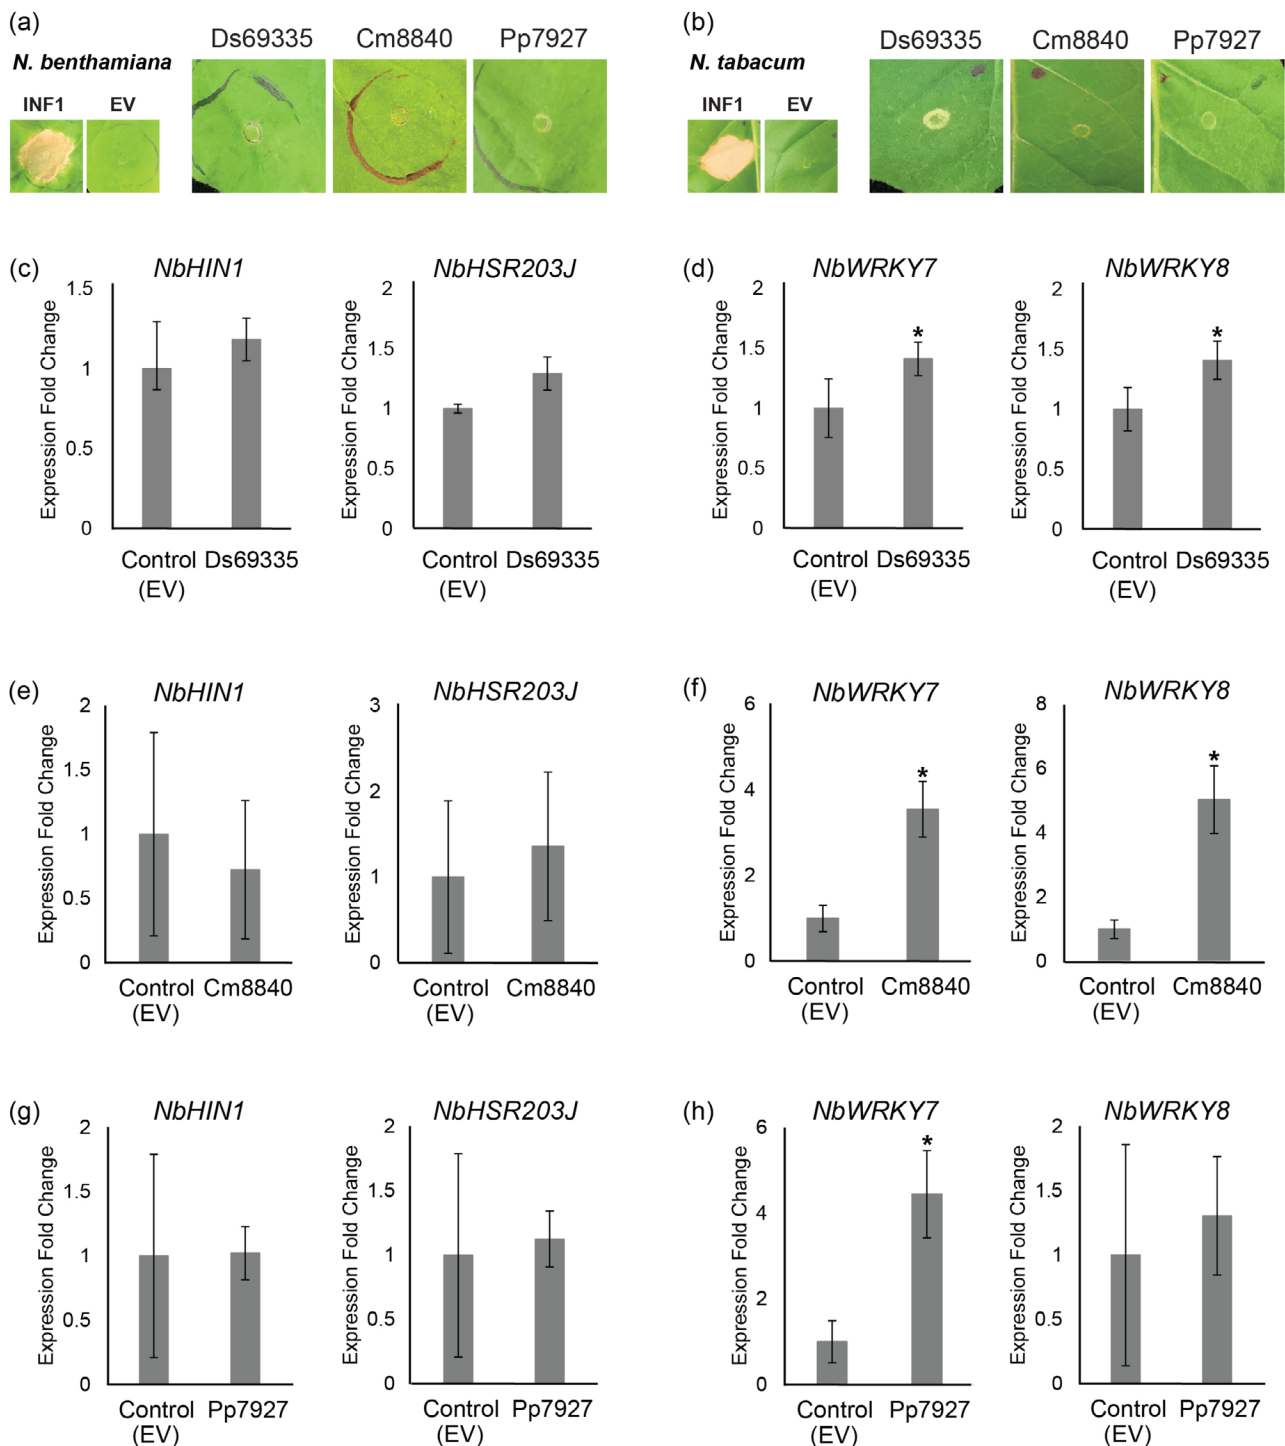 (a)
Ds69335 Cm8840 Pp7927
N. benthamiana
INF1 EV
(b)
Ds69335 Cm8840 Pp7927
N. tabacum
INF1 EV
(c)
NbHIN1
Expression Fold Change
1.5
1
0.5
0
Control Ds69335
(EV)
NbHSR203J
Expression Fold Change
2
1.5
1
0.5
0
Control Ds69335
(EV)
(d)
NbWRKY7
Expression Fold Change
2
1.5
1
0.5
0
*
Control Ds69335
(EV)
NbWRKY8
Expression Fold Change
2
1.5
1
0.5
0
*
Control Ds69335
(EV)
(e)
NbHIN1
Expression Fold Change
2
1.5
1
0.5
0
Control Cm8840
(EV)
NbHSR203J
Expression Fold Change
3
2
1
0
Control Cm8840
(EV)
(f)
NbWRKY7
Expression Fold Change
6
4
2
0
*
Control Cm8840
(EV)
NbWRKY8
Expression Fold Change
8
6
4
2
0
*
Control Cm8840
(EV)
(g)
NbHIN1
Expression Fold Change
2
1.5
1
0.5
0
Control Pp7927
(EV)
NbHSR203J
Expression Fold Change
2
1.5
1
0.5
0
Control Pp7927
(EV)
(h)
NbWRKY7
Expression Fold Change
6
4
2
0
*
Control Pp7927
(EV)
NbWRKY8
Expression Fold Change
2
1.5
1
0.5
0
Control Pp7927
(EV)